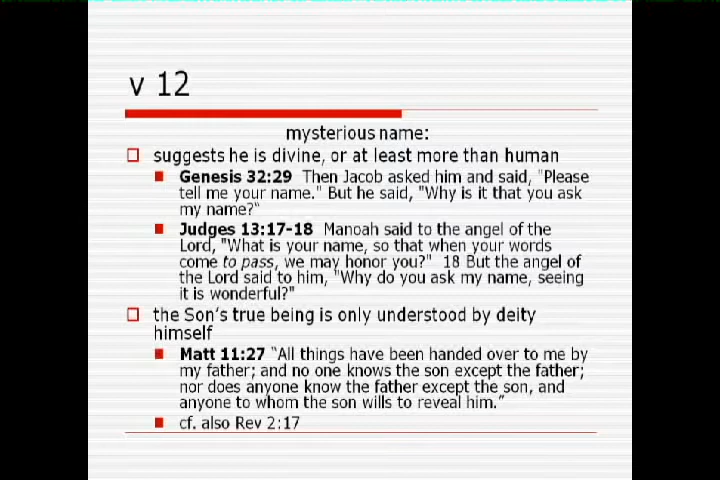 v 12
mysterious name:
suggests he is divine, or at least more than human
Genesis 32:29 Then Jacob asked him and said, "Please
tell me your name." But he said, "Why is it that you ask
my name?"
Judges 13:17-18 Manoah said to the angel of the
Lord, "What is your name, so that when your words
come to pass, we may honor you?" 18 But the angel of
the Lord said to him, "Why do you ask my name, seeing
it is wonderful?"
the Son's true being is only understood by deity
himself
Matt 11:27 "All things have been handed over to me by
my father; and no one knows the son except the father;
nor does anyone know the father except the son, and
anyone to whom the son wills to reveal him."
cf. also Rev 2:17